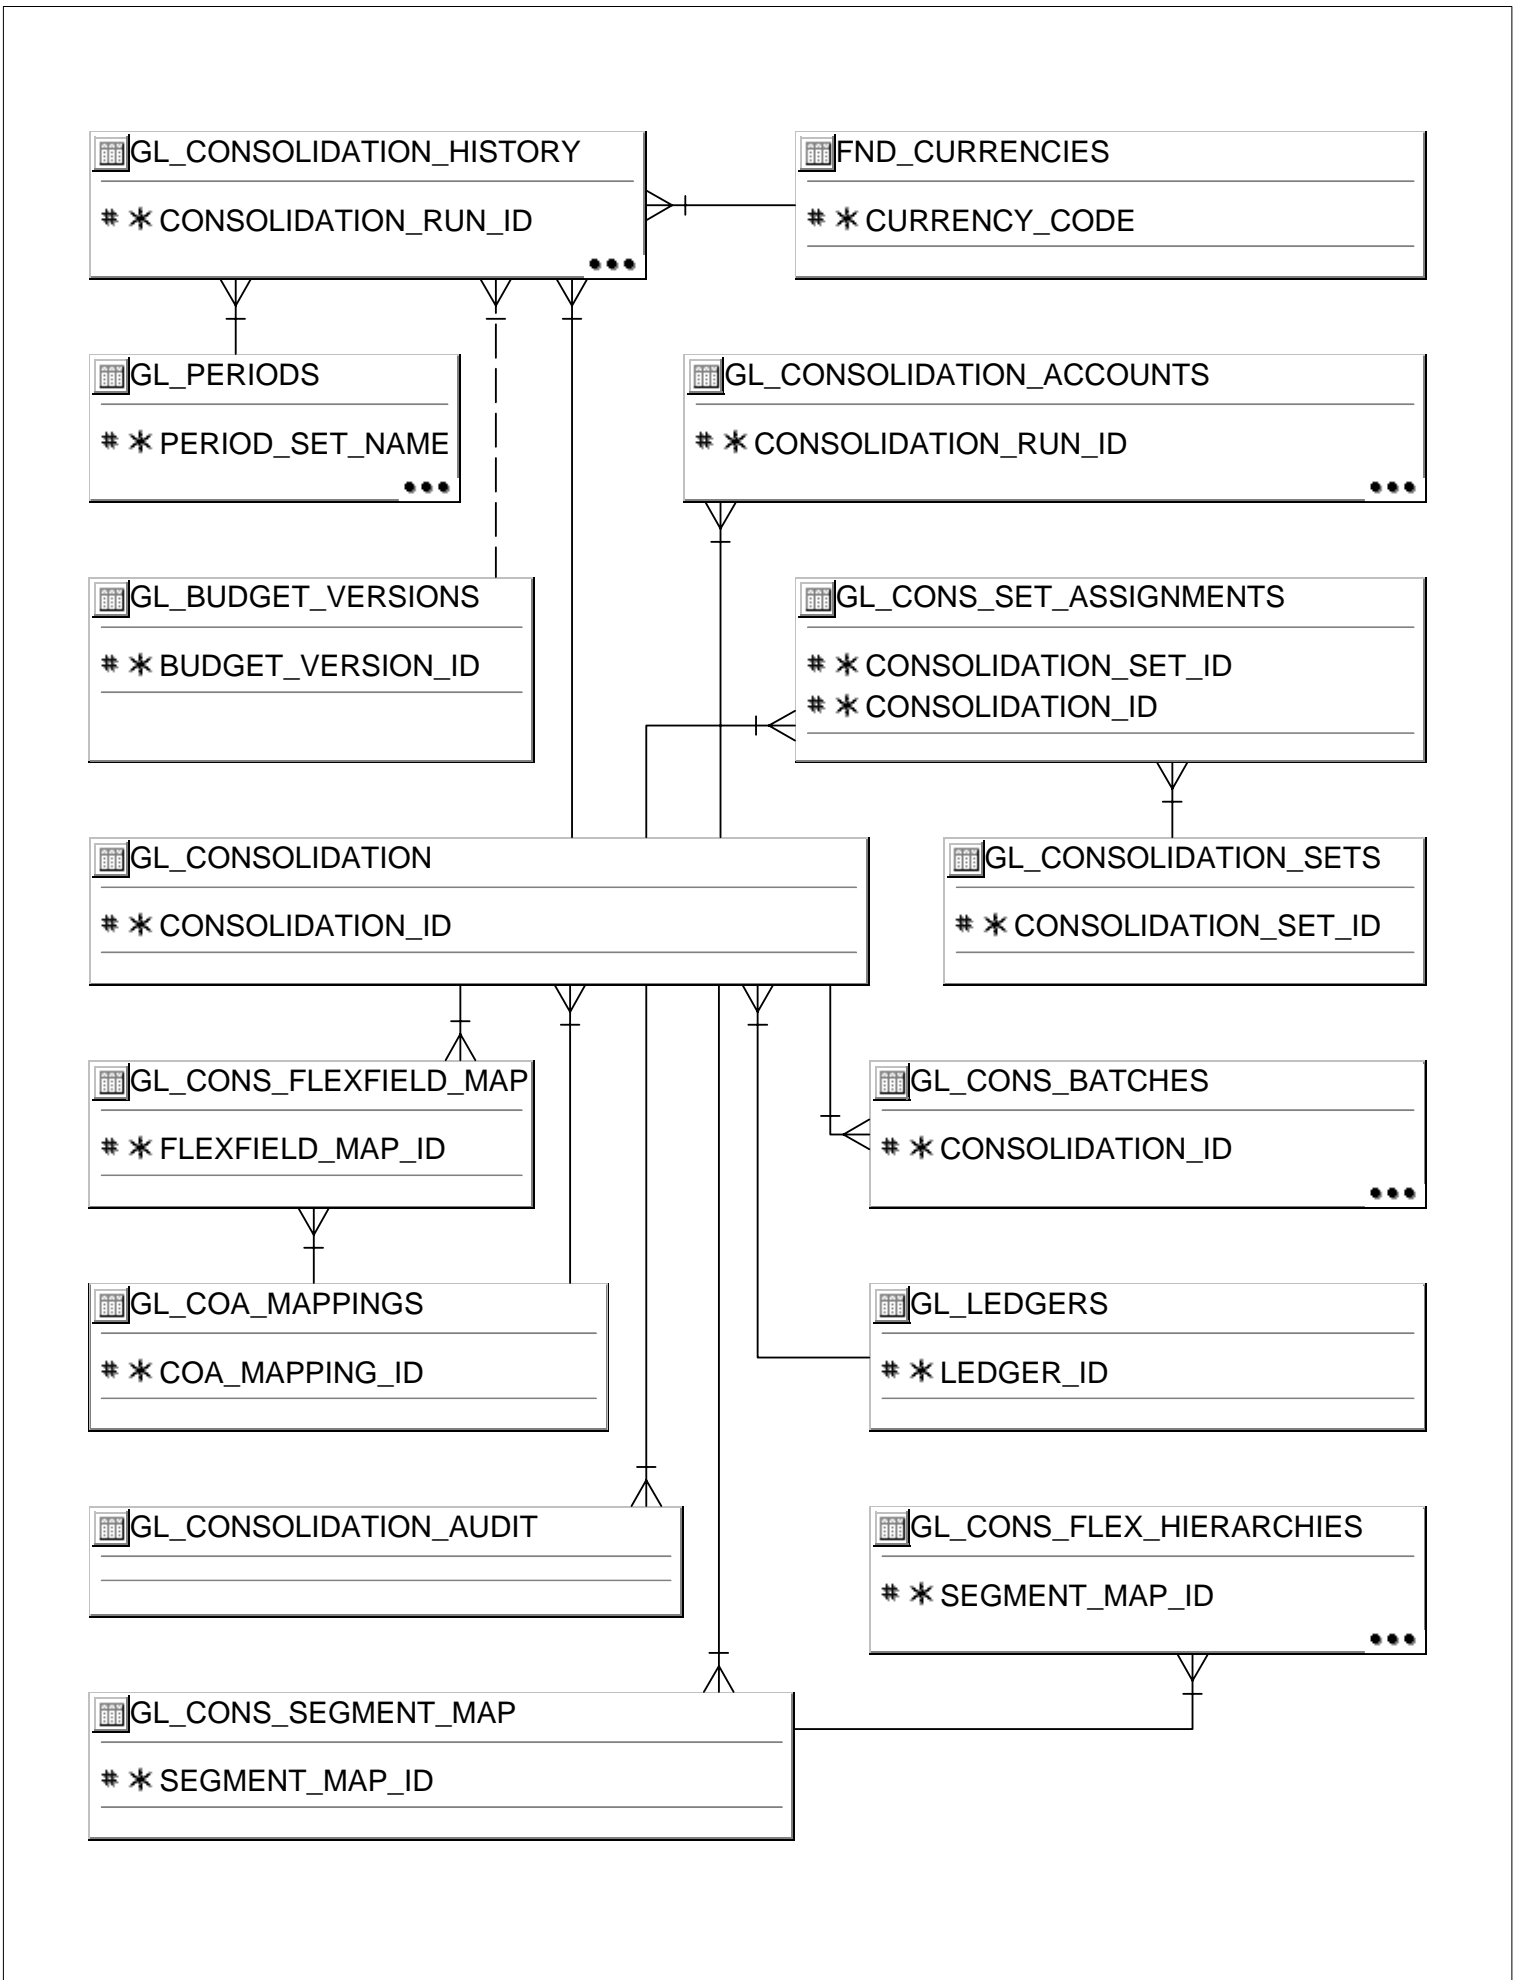 GL_CONSOLIDATION_HISTORY
# * CONSOLIDATION_RUN_ID
FND_CURRENCIES
# * CURRENCY_CODE
GL_PERIODS
# * PERIOD_SET_NAME
GL_CONSOLIDATION_ACCOUNTS
# * CONSOLIDATION_RUN_ID
GL_BUDGET_VERSIONS
# * BUDGET_VERSION_ID
GL_CONS_SET_ASSIGNMENTS
# * CONSOLIDATION_SET_ID
# * CONSOLIDATION_ID
GL_CONSOLIDATION
# * CONSOLIDATION_ID
GL_CONSOLIDATION_SETS
# * CONSOLIDATION_SET_ID
GL_CONS_FLEXFIELD_MAP
# * FLEXFIELD_MAP_ID
GL_CONS_BATCHES
# * CONSOLIDATION_ID
GL_COA_MAPPINGS
# * COA_MAPPING_ID
GL_LEDGERS
# * LEDGER_ID
GL_CONSOLIDATION_AUDIT
GL_CONS_FLEX_HIERARCHIES
# * SEGMENT_MAP_ID
GL_CONS_SEGMENT_MAP
# * SEGMENT_MAP_ID